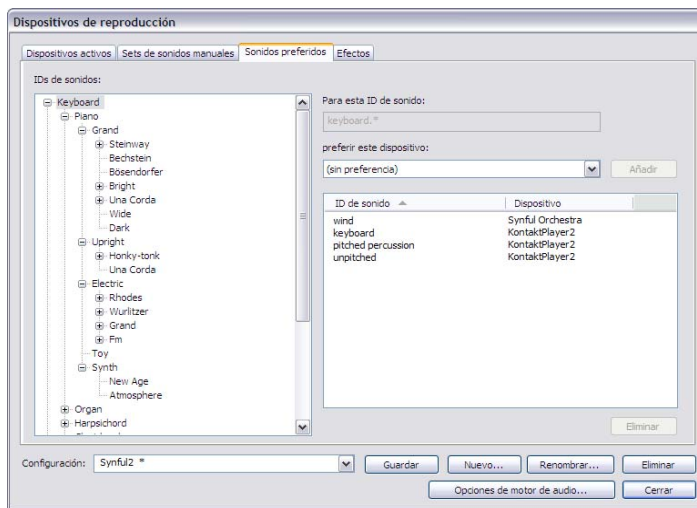 Dispositivos de reproducción
Dispositivos activos Sets de sonidos manuales Sonidos preferidos Efectos
IDs de sonidos:
Keyboard
Piano
Grand
Steinway
Bechstein
Bösendorfer
Bright
Una Corda
Wide
Dark
Upright
Honky-tonk
Una Corda
Electric
Rhodes
Wurlitzer
Grand
Fm
Toy
Synth
New Age
Atmosphere
Organ
Harpsichord
Para esta ID de sonido:
keyboard.*
preferir este dispositivo:
(sin preferencia) Añadir
ID de sonido Dispositivo
wind Synful Orchestra
keyboard KontaktPlayer2
pitched percussion KontaktPlayer2
unpitched KontaktPlayer2
Eliminar
Configuración: Synful2 * Guardar Nuevo... Renombrar... Eliminar
Opciones de motor de audio... Cerrar